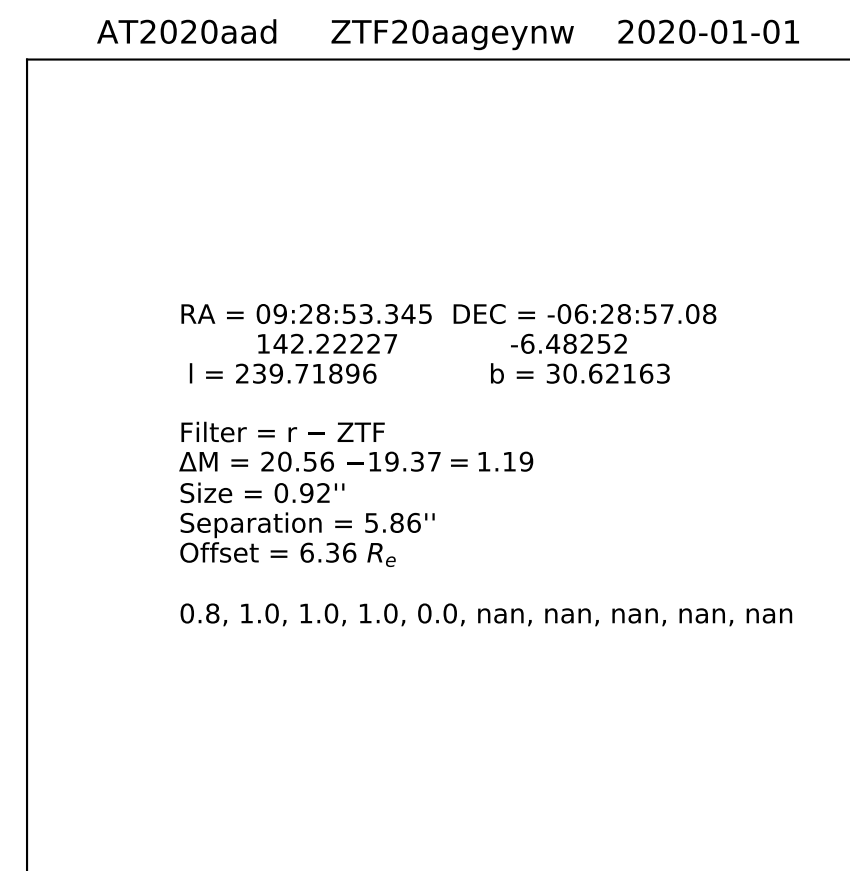 AT2020aad ZTF20aageynw 2020-01-01
RA = 09:28:53.345 DEC = -06:28:57.08
142.22227 -6.48252
l = 239.71896 b = 30.62163
Filter = r − ZTF
ΔM = 20.56 −19.37 = 1.19
Size = 0.92''
Separation = 5.86''
Offset = 6.36 Rₑ
0.8, 1.0, 1.0, 1.0, 0.0, nan, nan, nan, nan, nan